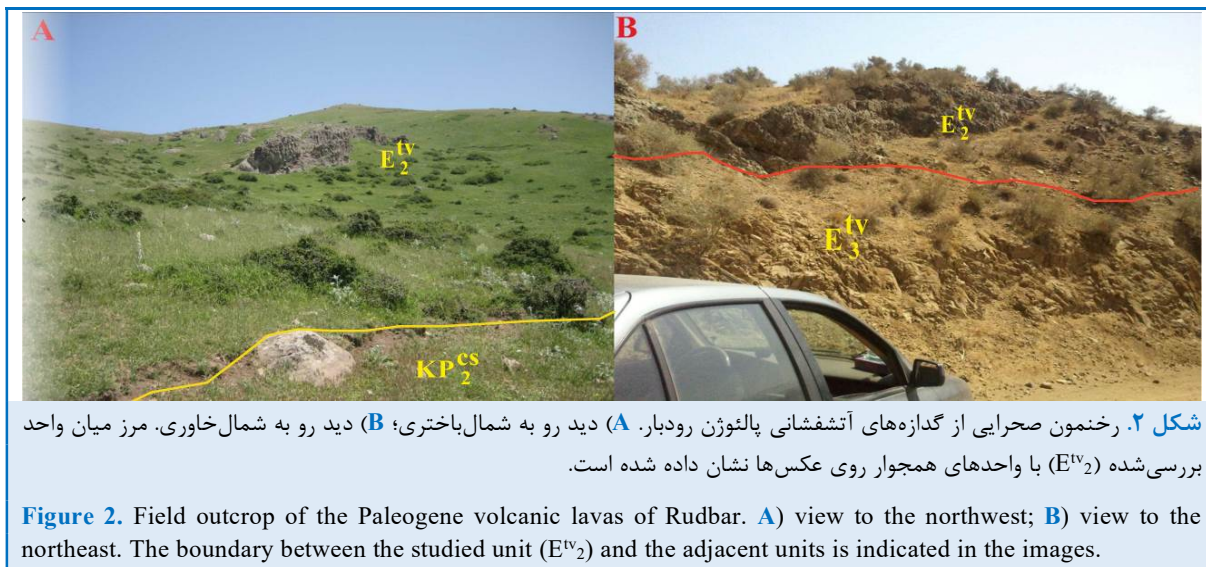 A
B
E₂ᵗᵛ
E₂ᵗᵛ
E₃ᵗᵛ
KP₂ᶜˢ
شکل ۲. رخنمون صحرایی از گدازه‌های آتشفشانی پالئوژن رودبار. A) دید رو به شمال‌باختری؛ B) دید رو به شمال‌خاوری. مرز میان واحد
بررسی‌شده (Eᵗᵛ₂) با واحدهای همجوار روی عکس‌ها نشان داده شده است.
Figure 2. Field outcrop of the Paleogene volcanic lavas of Rudbar. A) view to the northwest; B) view to the
northeast. The boundary between the studied unit (Eᵗᵛ₂) and the adjacent units is indicated in the images.